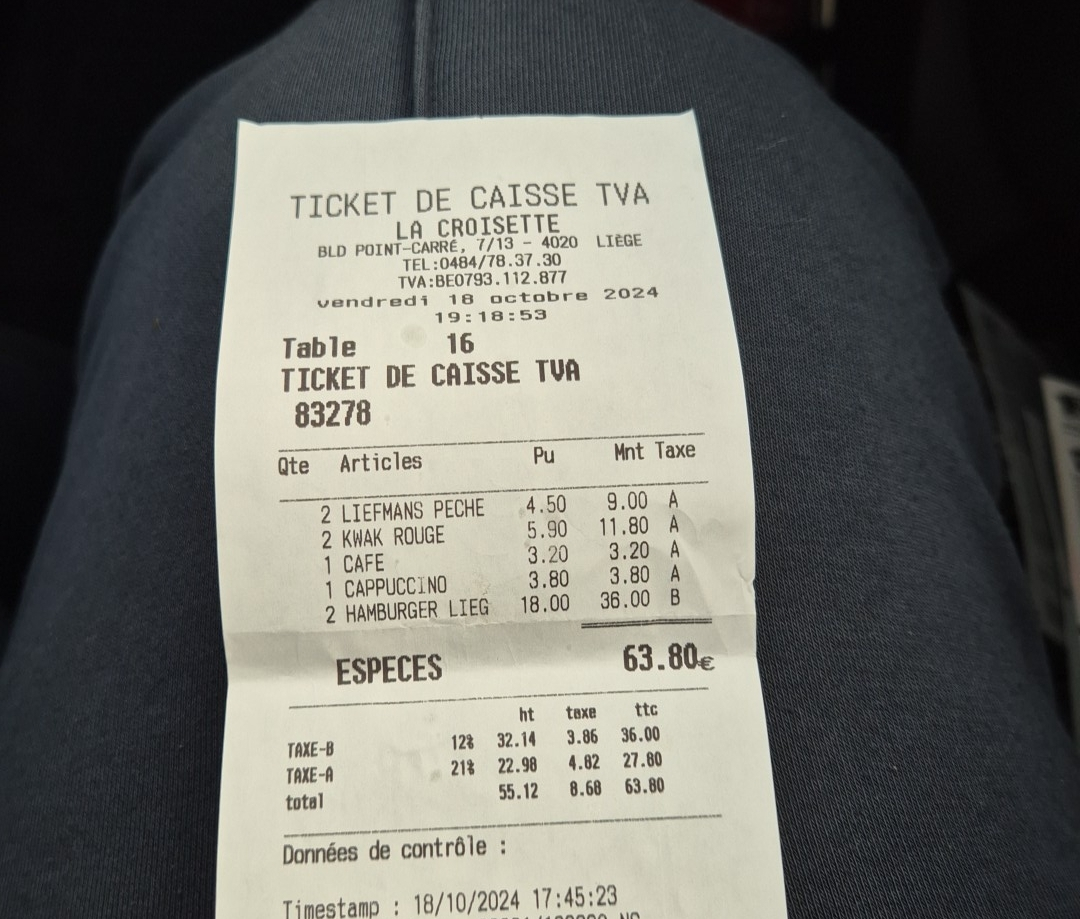 TICKET DE CAISSE TVA
LA CROISETTE
BLD POINT-CARRÉ, 7/13 - 4020 LIÈGE
TEL:0484/78.37.30
TVA:BE0793.112.877
vendredi 18 octobre 2024
19:18:53
Table 16
TICKET DE CAISSE TVA
83278
Qte Articles Pu Mnt Taxe
2 LIEFMANS PECHE 4.50 9.00 A
2 KWAK ROUGE 5.90 11.80 A
1 CAFE 3.20 3.20 A
1 CAPPUCCINO 3.80 3.80 A
2 HAMBURGER LIEG 18.00 36.00 B
ESPECES 63.80€
ht taxe ttc
TAXE-B 12% 32.14 3.86 36.00
TAXE-A 21% 22.98 4.82 27.80
total 55.12 8.68 63.80
Données de contrôle :
Timestamp : 18/10/2024 17:45:23